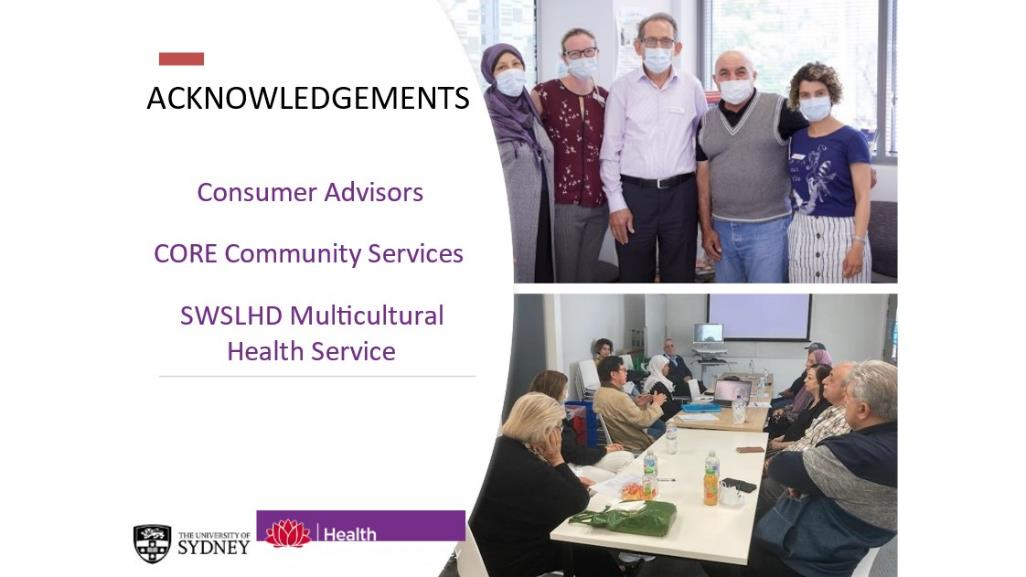 ACKNOWLEDGEMENTS
Consumer Advisors
CORE Community Services
SWSLHD Multicultural
Health Service
THE UNIVERSITY OF
SYDNEY
Health